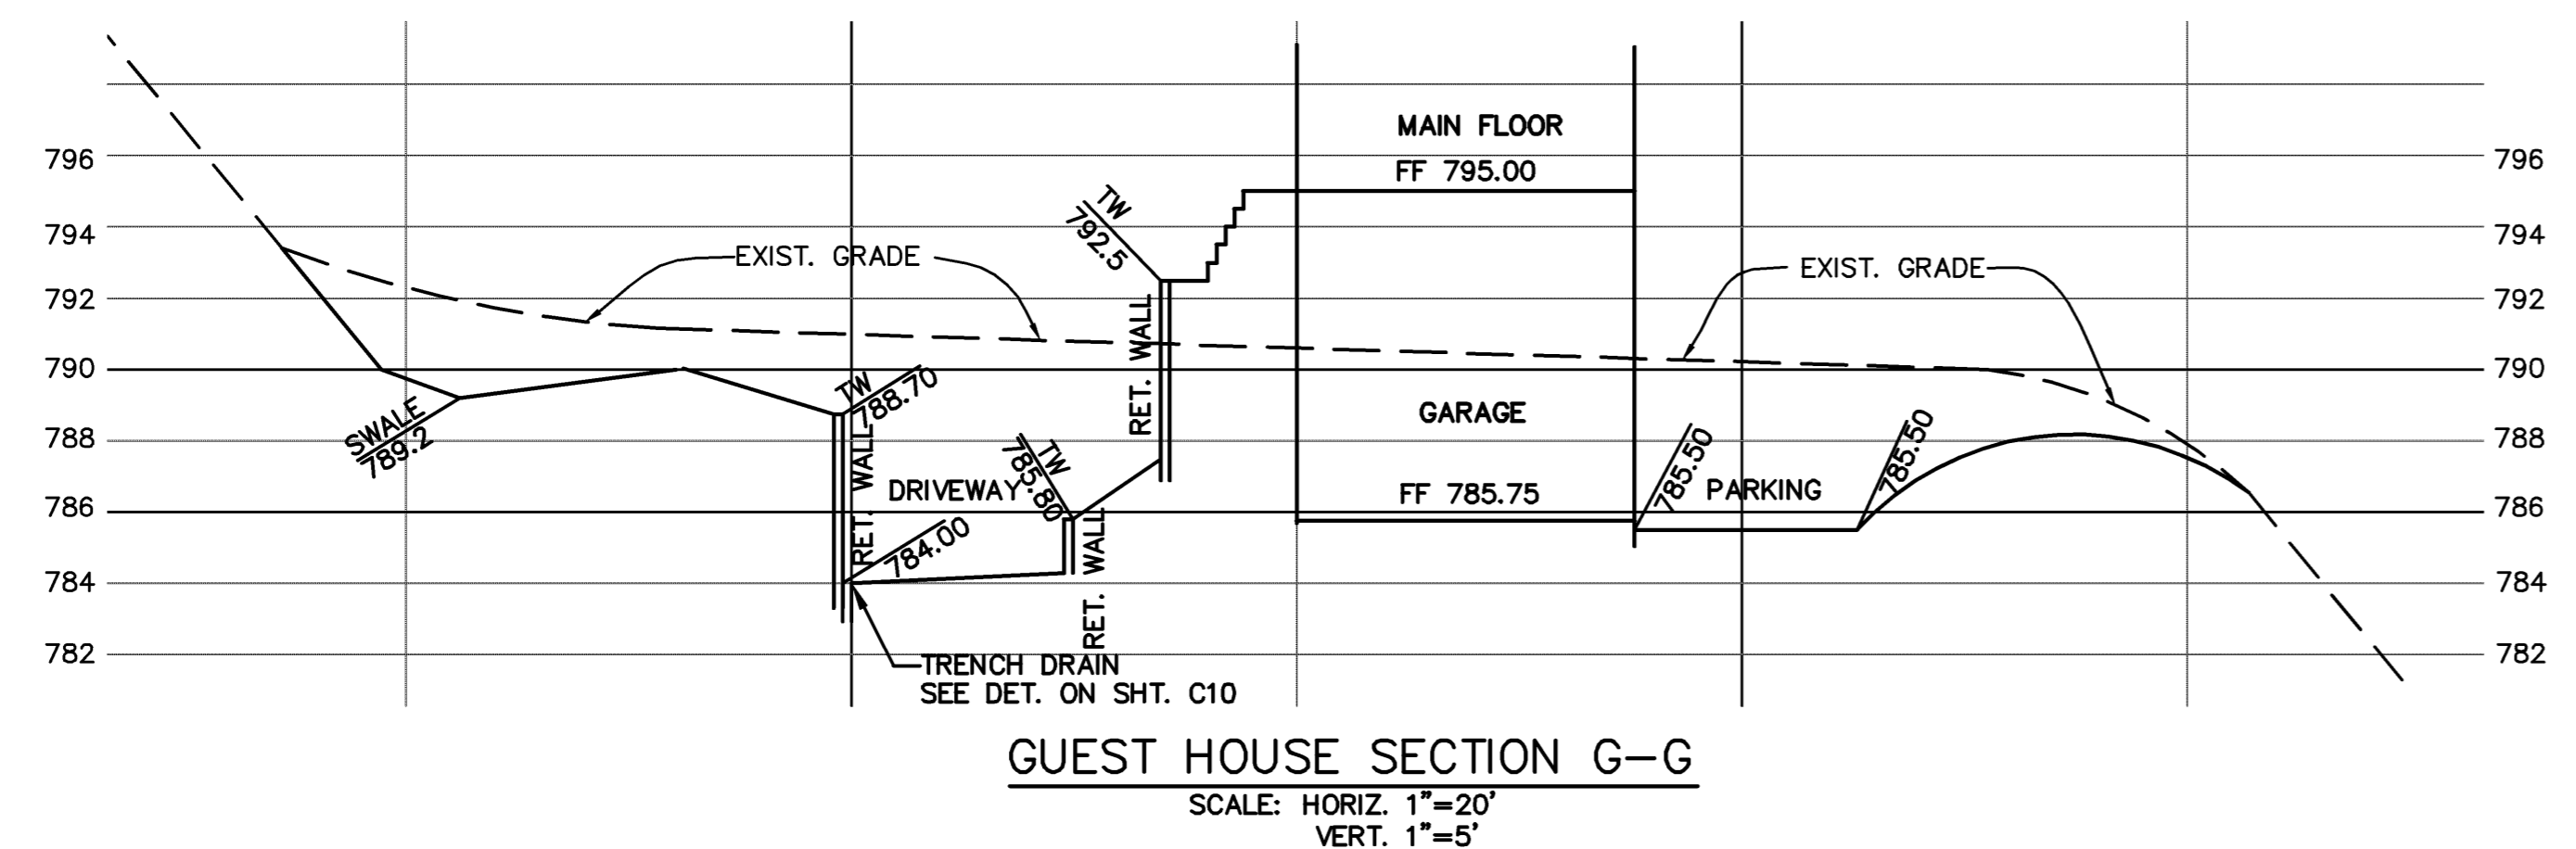 MAIN FLOOR
FF 795.00
796
796
TW
792.5
794
794
EXIST. GRADE
EXIST. GRADE
792
792
RET. WALL
790
790
TW
788.70
SWALE
789.2
GARAGE
788
788
RET. WALL
DRIVEWAY
TW
785.80
FF 785.75
785.50
PARKING
785.50
786
786
784.00
RET. WALL
784
784
782
782
TRENCH DRAIN
SEE DET. ON SHT. C10
GUEST HOUSE SECTION G-G
SCALE: HORIZ. 1"=20'
VERT. 1"=5'